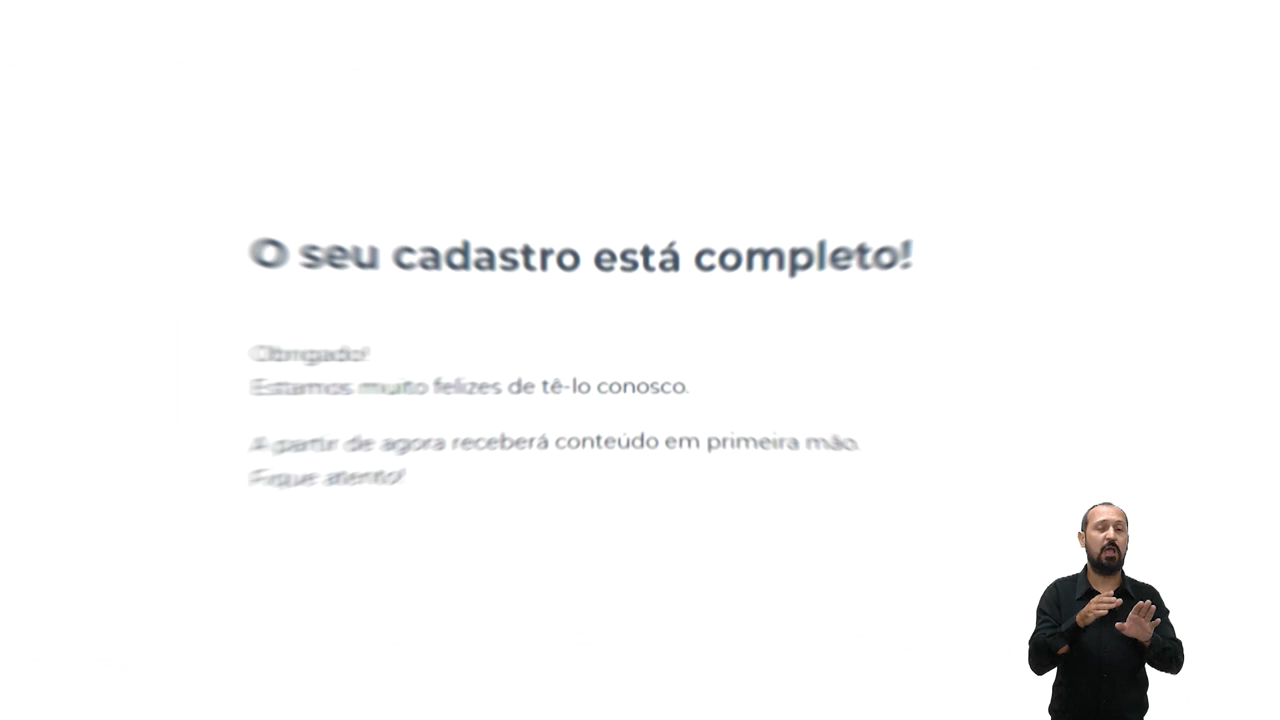 O seu cadastro está completo!
Obrigado!
Estamos muito felizes de tê-lo conosco.
A partir de agora receberá conteúdo em primeira mão.
Fique atento!